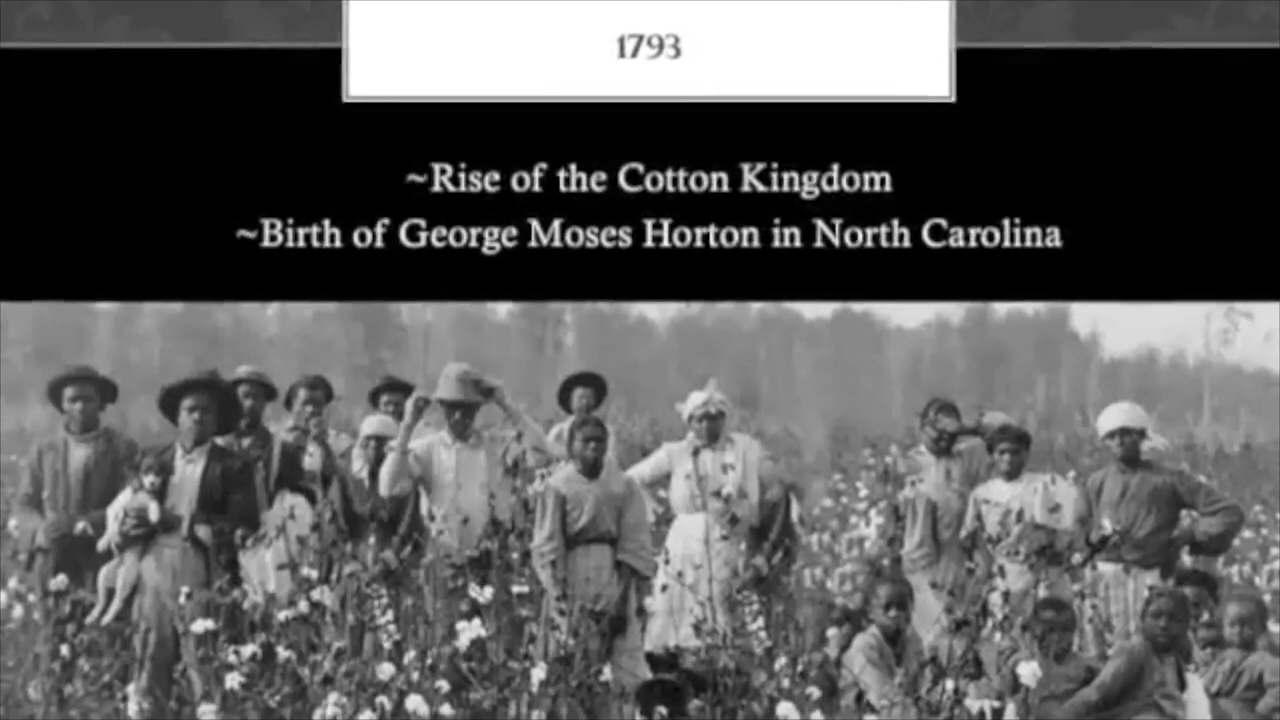 1793
~Rise of the Cotton Kingdom
~Birth of George Moses Horton in North Carolina